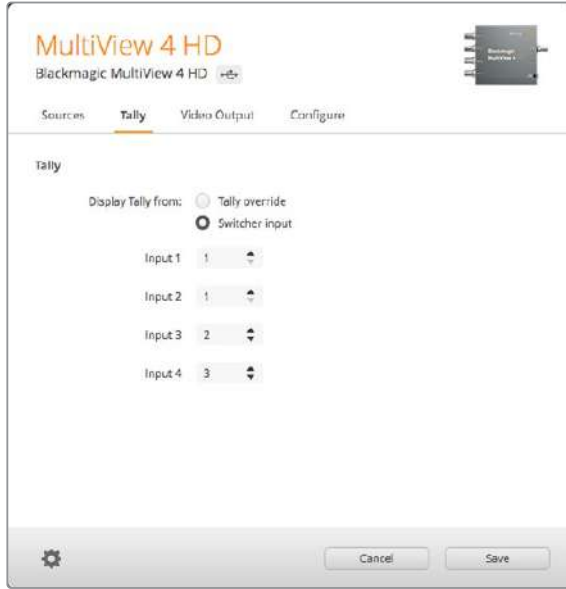 MultiView 4 HD
Blackmagic MultiView 4 HD
Sources Tally Video Output Configure
Tally
Display Tally from: Tally override
Switcher input
Input 1 1
Input 2 1
Input 3 2
Input 4 3
Cancel Save